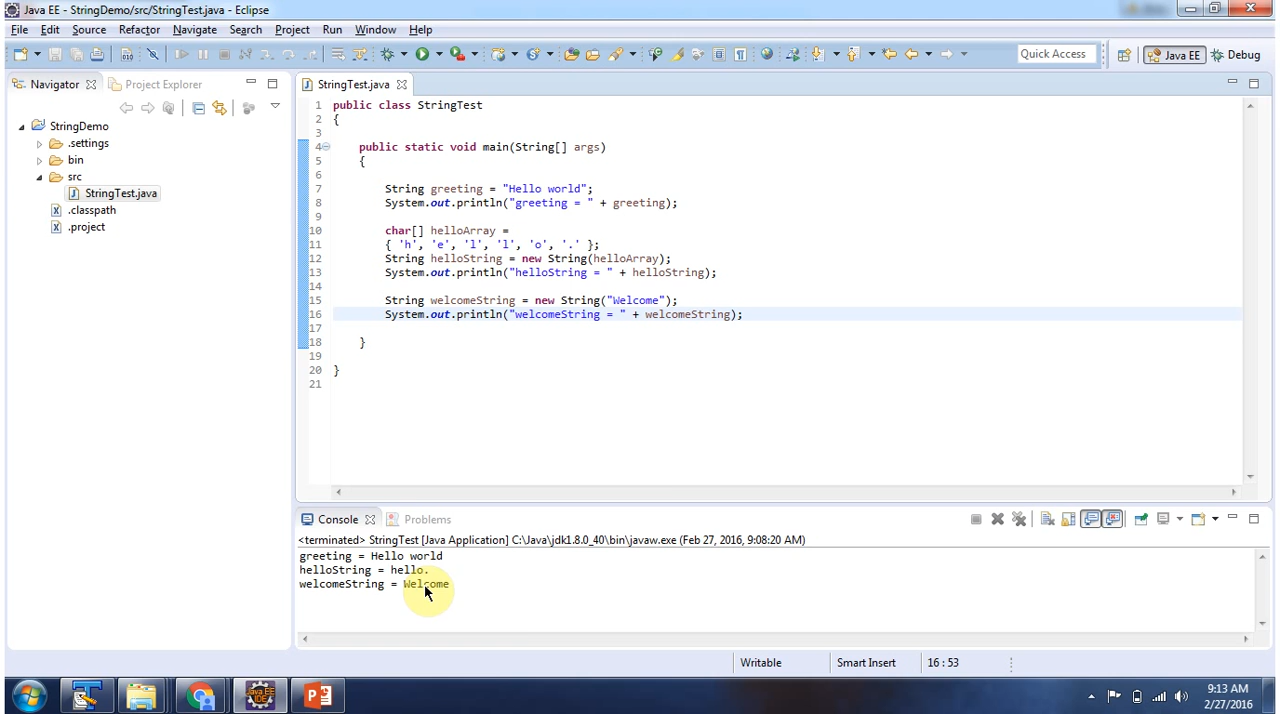 Java EE - StringDemo/src/StringTest.java - Eclipse
File Edit Source Refactor Navigate Search Project Run Window Help
Quick Access Java EE Debug
Navigator Project Explorer StringTest.java
StringDemo
.settings
bin
src
StringTest.java
.classpath
.project
1 public class StringTest
2 {
3
4 public static void main(String[] args)
5 {
6
7 String greeting = "Hello world";
8 System.out.println("greeting = " + greeting);
9
10 char[] helloArray =
11 { 'h', 'e', 'l', 'l', 'o', '.' };
12 String helloString = new String(helloArray);
13 System.out.println("helloString = " + helloString);
14
15 String welcomeString = new String("Welcome");
16 System.out.println("welcomeString = " + welcomeString);
17
18 }
19
20 }
21
Console Problems
<terminated> StringTest [Java Application] C:\Java\jdk1.8.0_40\bin\javaw.exe (Feb 27, 2016, 9:08:20 AM)
greeting = Hello world
helloString = hello.
welcomeString = Welcome
Writable Smart Insert 16 : 53
Java EE
IDE
9:13 AM
2/27/2016